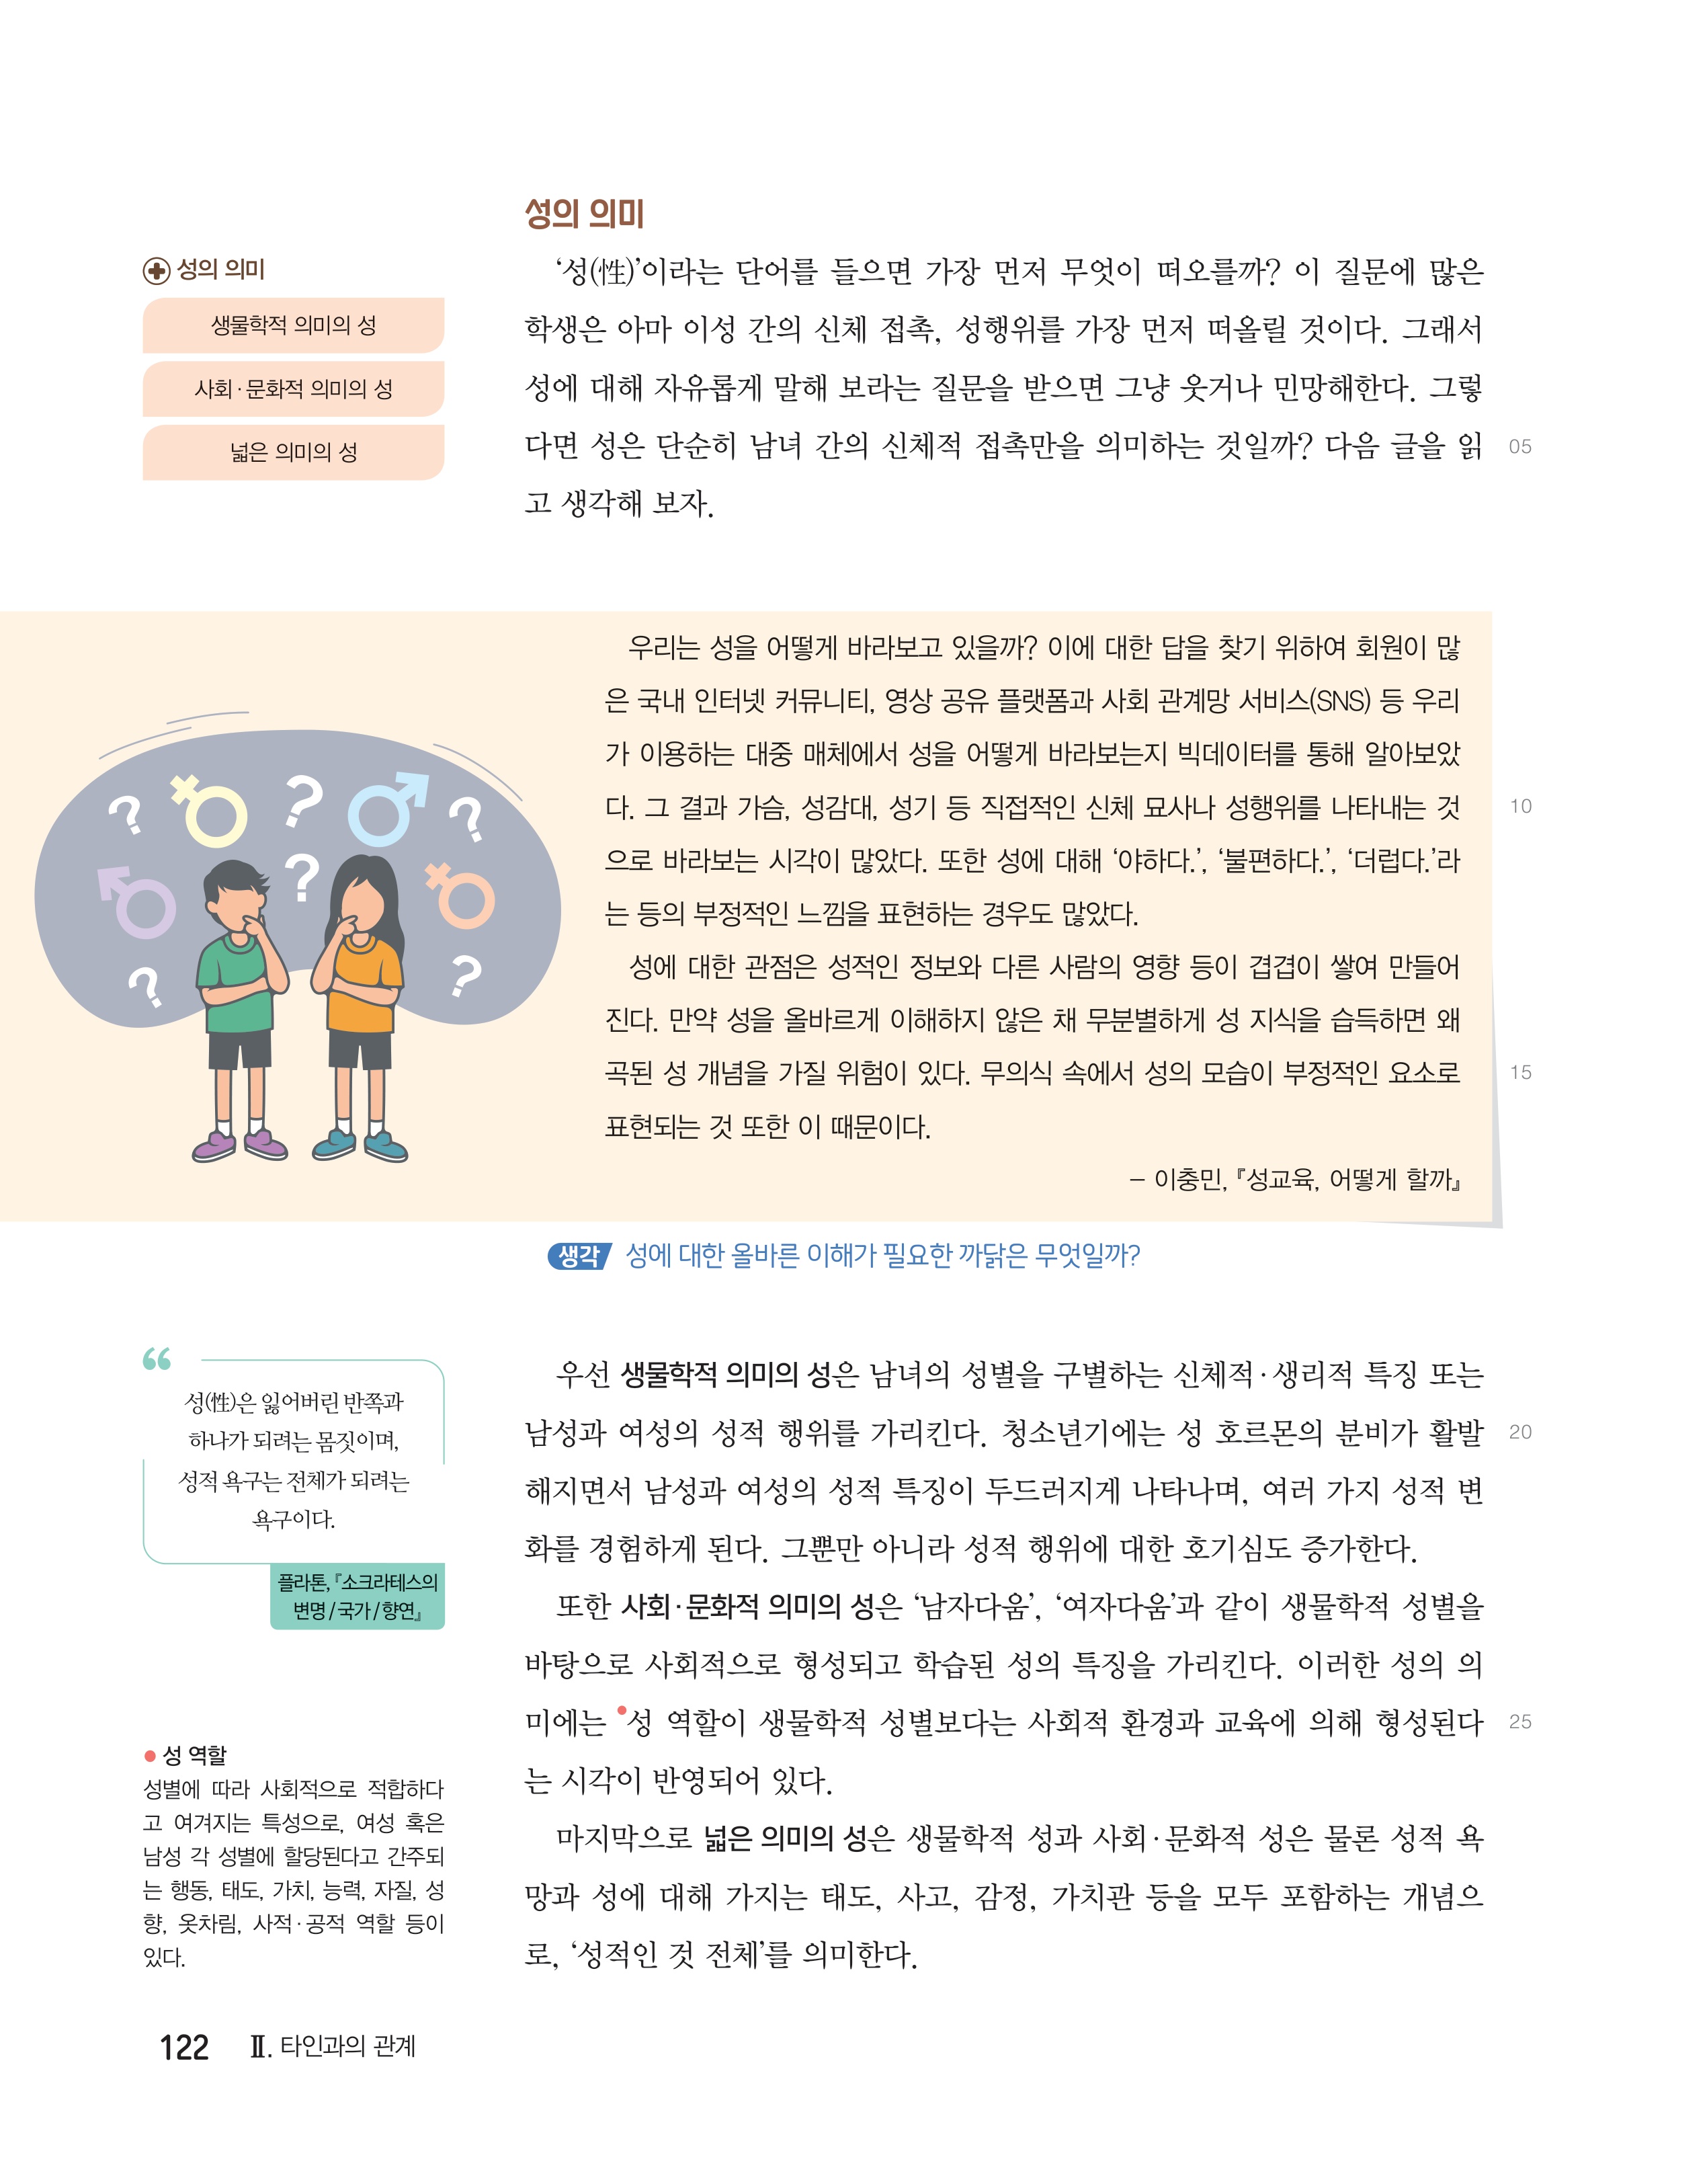 성의 의미
성의 의미
생물학적 의미의 성
사회·문화적 의미의 성
넓은 의미의 성
‘성(性)’이라는 단어를 들으면 가장 먼저 무엇이 떠오를까? 이 질문에 많은
학생은 아마 이성 간의 신체 접촉, 성행위를 가장 먼저 떠올릴 것이다. 그래서
성에 대해 자유롭게 말해 보라는 질문을 받으면 그냥 웃거나 민망해한다. 그렇
다면 성은 단순히 남녀 간의 신체적 접촉만을 의미하는 것일까? 다음 글을 읽 05
고 생각해 보자.
우리는 성을 어떻게 바라보고 있을까? 이에 대한 답을 찾기 위하여 회원이 많
은 국내 인터넷 커뮤니티, 영상 공유 플랫폼과 사회 관계망 서비스(SNS) 등 우리
가 이용하는 대중 매체에서 성을 어떻게 바라보는지 빅데이터를 통해 알아보았
다. 그 결과 가슴, 성감대, 성기 등 직접적인 신체 묘사나 성행위를 나타내는 것 10
으로 바라보는 시각이 많았다. 또한 성에 대해 ‘야하다.’, ‘불편하다.’, ‘더럽다.’라
는 등의 부정적인 느낌을 표현하는 경우도 많았다.
성에 대한 관점은 성적인 정보와 다른 사람의 영향 등이 겹겹이 쌓여 만들어
진다. 만약 성을 올바르게 이해하지 않은 채 무분별하게 성 지식을 습득하면 왜
곡된 성 개념을 가질 위험이 있다. 무의식 속에서 성의 모습이 부정적인 요소로 15
표현되는 것 또한 이 때문이다.
– 이충민, 『성교육, 어떻게 할까』
? ? ? ? ? ?
생각 성에 대한 올바른 이해가 필요한 까닭은 무엇일까?
“
성(性)은 잃어버린 반쪽과
하나가 되려는 몸짓이며,
성적 욕구는 전체가 되려는
욕구이다.
플라톤, 『소크라테스의
변명 / 국가 / 향연』
우선 생물학적 의미의 성은 남녀의 성별을 구별하는 신체적·생리적 특징 또는
남성과 여성의 성적 행위를 가리킨다. 청소년기에는 성 호르몬의 분비가 활발 20
해지면서 남성과 여성의 성적 특징이 두드러지게 나타나며, 여러 가지 성적 변
화를 경험하게 된다. 그뿐만 아니라 성적 행위에 대한 호기심도 증가한다.
또한 사회·문화적 의미의 성은 ‘남자다움’, ‘여자다움’과 같이 생물학적 성별을
바탕으로 사회적으로 형성되고 학습된 성의 특징을 가리킨다. 이러한 성의 의
미에는 •성 역할이 생물학적 성별보다는 사회적 환경과 교육에 의해 형성된다 25
는 시각이 반영되어 있다.
마지막으로 넓은 의미의 성은 생물학적 성과 사회·문화적 성은 물론 성적 욕
망과 성에 대해 가지는 태도, 사고, 감정, 가치관 등을 모두 포함하는 개념으
로, ‘성적인 것 전체’를 의미한다.
• 성 역할
성별에 따라 사회적으로 적합하다
고 여겨지는 특성으로, 여성 혹은
남성 각 성별에 할당된다고 간주되
는 행동, 태도, 가치, 능력, 자질, 성
향, 옷차림, 사적·공적 역할 등이
있다.
122 Ⅱ. 타인과의 관계